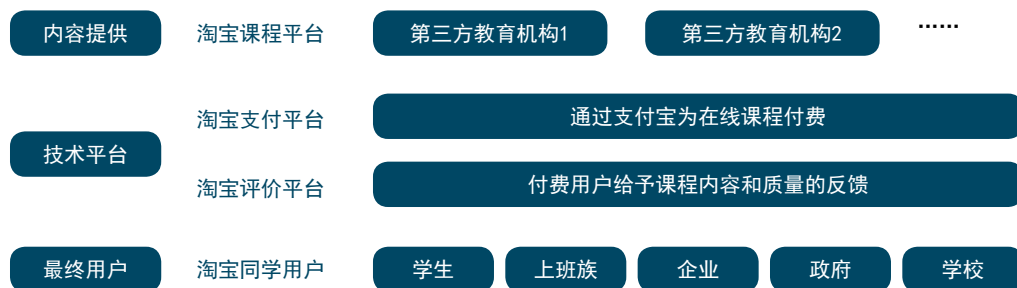 内容提供 淘宝课程平台 第三方教育机构1 第三方教育机构2 ……
淘宝支付平台 通过支付宝为在线课程付费
技术平台
淘宝评价平台 付费用户给予课程内容和质量的反馈
最终用户 淘宝同学用户 学生 上班族 企业 政府 学校